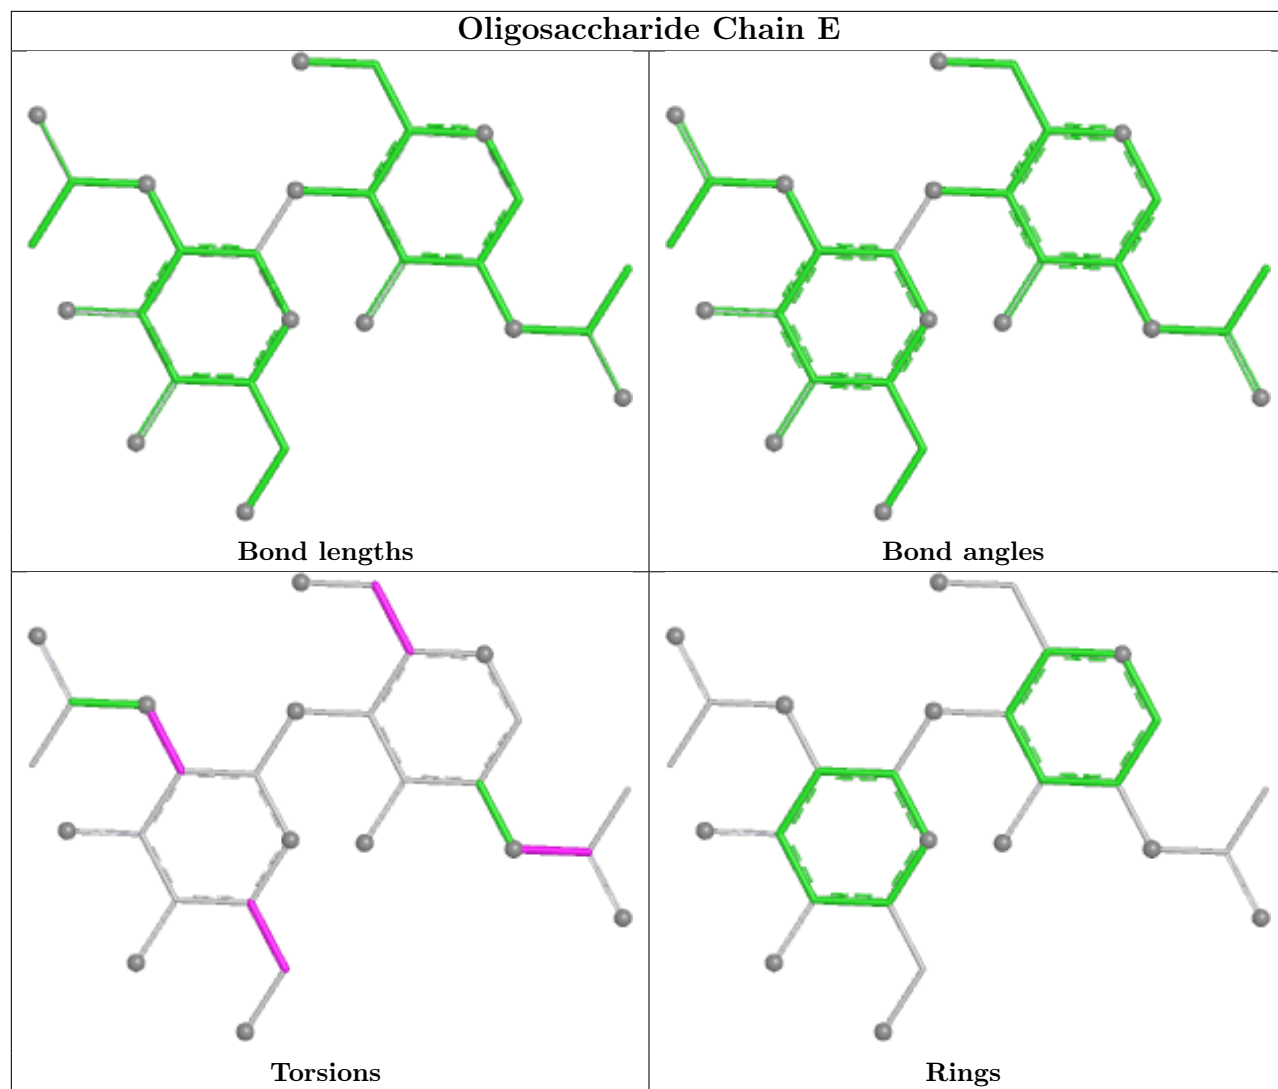 Oligosaccharide Chain E
Bond lengths
Bond angles
Torsions
Rings